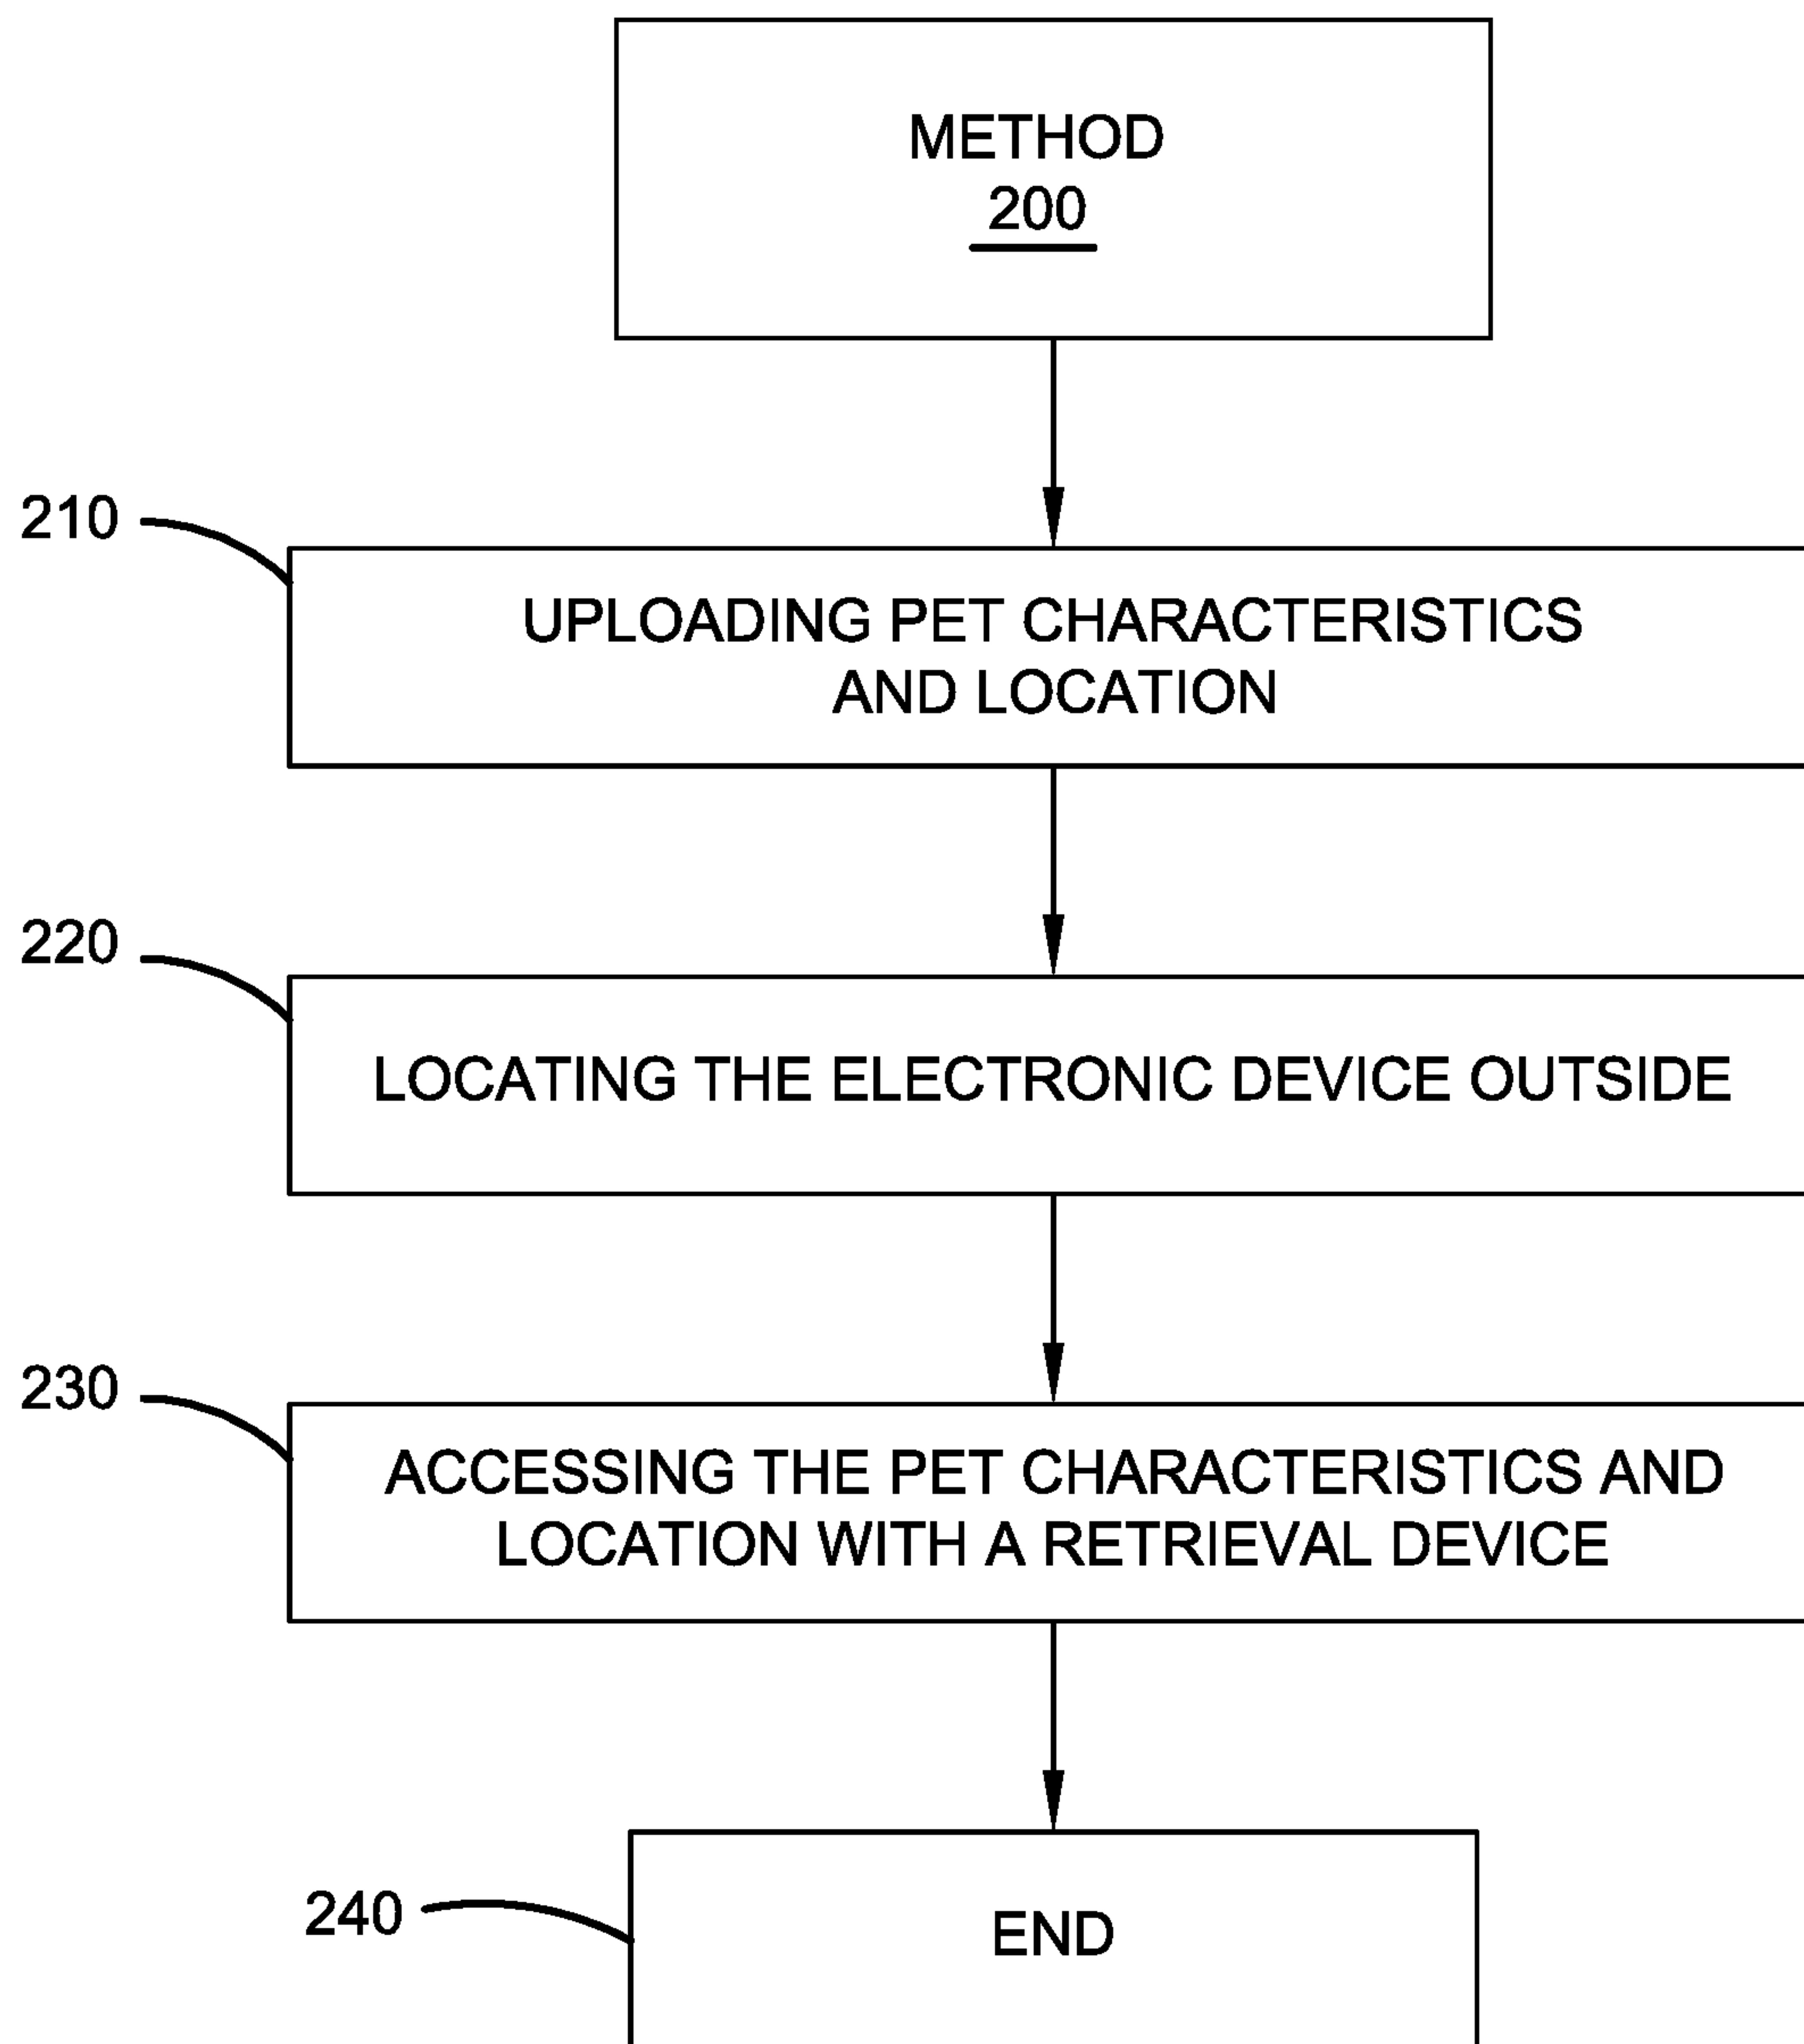 METHOD
200
210
UPLOADING PET CHARACTERISTICS
AND LOCATION
220
LOCATING THE ELECTRONIC DEVICE OUTSIDE
230
ACCESSING THE PET CHARACTERISTICS AND
LOCATION WITH A RETRIEVAL DEVICE
240
END